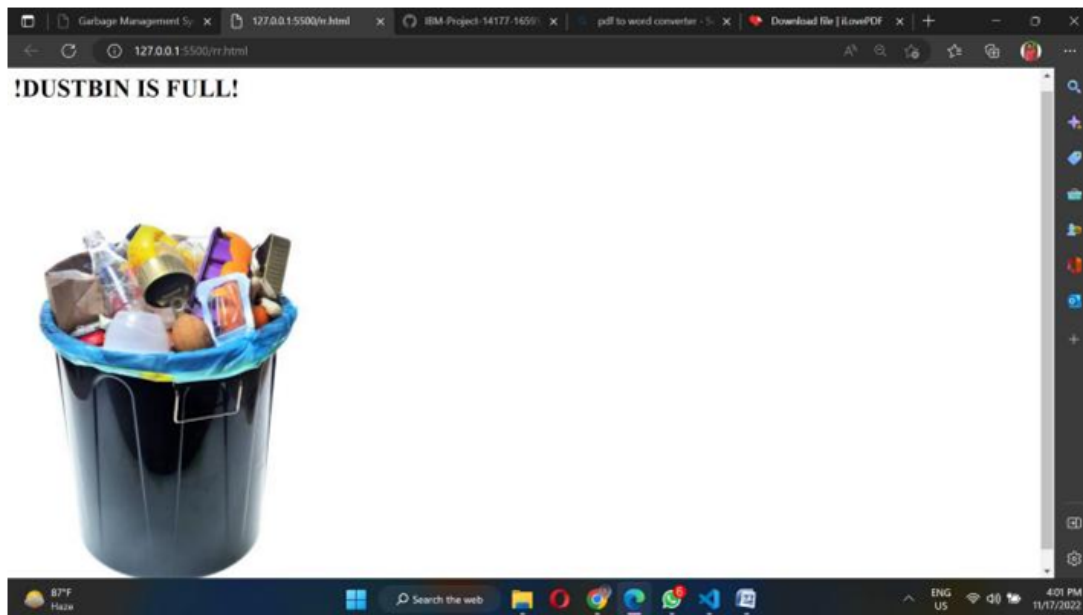 Garbage Management Sy
127.0.0.1:5500/rr.html
IBM-Project-14177-1659
pdf to word converter - S
Download file | iLovePDF
127.0.0.1:5500/rr.html
!DUSTBIN IS FULL!
87°F
Haze
Search the web
ENG
US
4:01 PM
11/17/2022